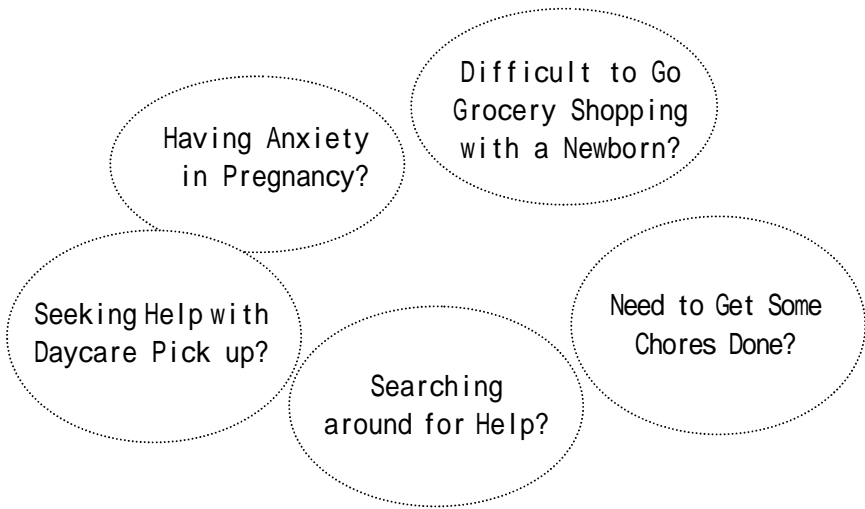 Difficult to Go
Grocery Shopping
with a Newborn?
Having Anxiety
in Pregnancy?
Seeking Help with
Daycare Pick up?
Need to Get Some
Chores Done?
Searching
around for Help?